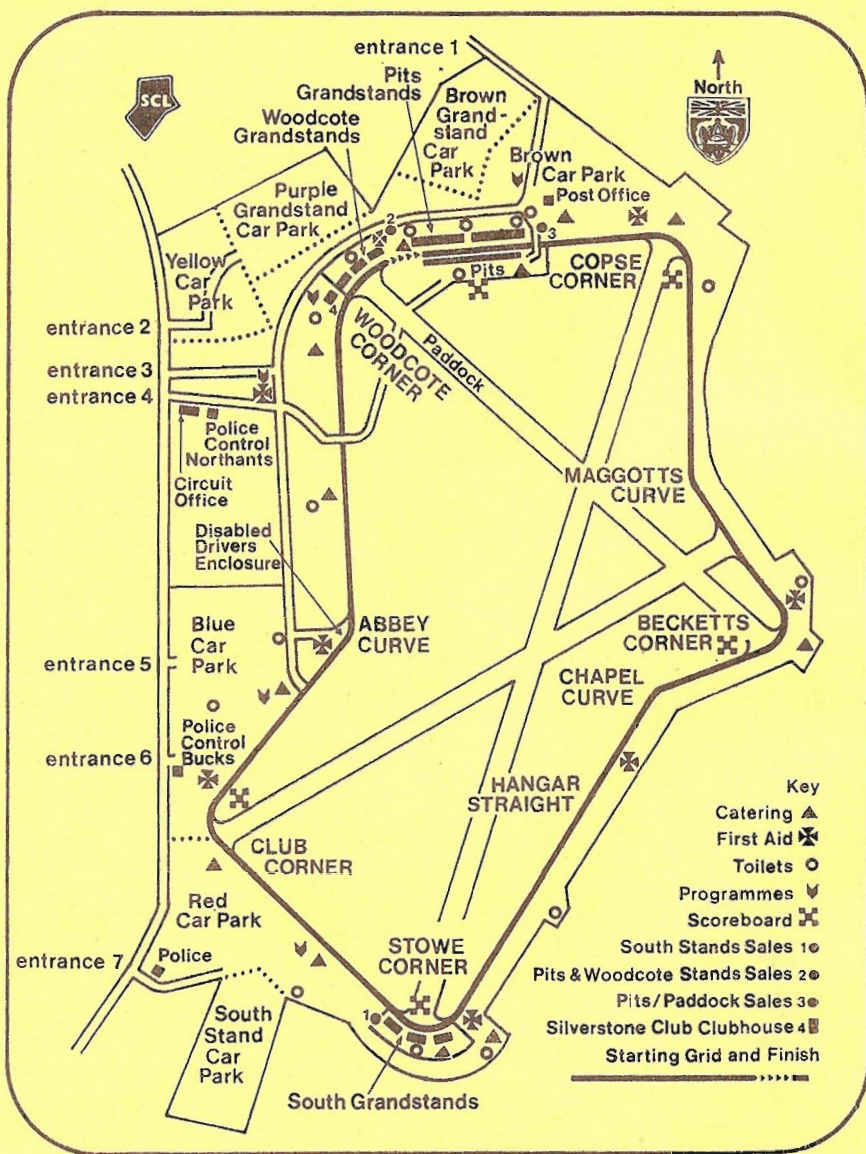 entrance 1
Pits
Grandstands
Woodcote
Grandstands
Brown
Grand-
stand
Car
Park
North
SCL
Brown
Car Park
Post Office
Purple
Grandstand
Car Park
2
3
Yellow
Car
Park
Pits
COPSE
CORNER
4
entrance 2
WOODCOTE
CORNER
Paddock
entrance 3
entrance 4
Police
Control
Northants
Circuit
Office
MAGGOTTS
CURVE
Disabled
Drivers
Enclosure
Blue
Car
Park
ABBEY
CURVE
BECKETTS
CORNER
entrance 5
CHAPEL
CURVE
Police
Control
Bucks
entrance 6
HANGAR
STRAIGHT
CLUB
CORNER
Red
Car Park
STOWE
CORNER
entrance 7
Police
1
South
Stand
Car
Park
South Grandstands
Key
Catering
First Aid
Toilets
Programmes
Scoreboard
South Stands Sales 1
Pits & Woodcote Stands Sales 2
Pits/Paddock Sales 3
Silverstone Club Clubhouse 4
Starting Grid and Finish